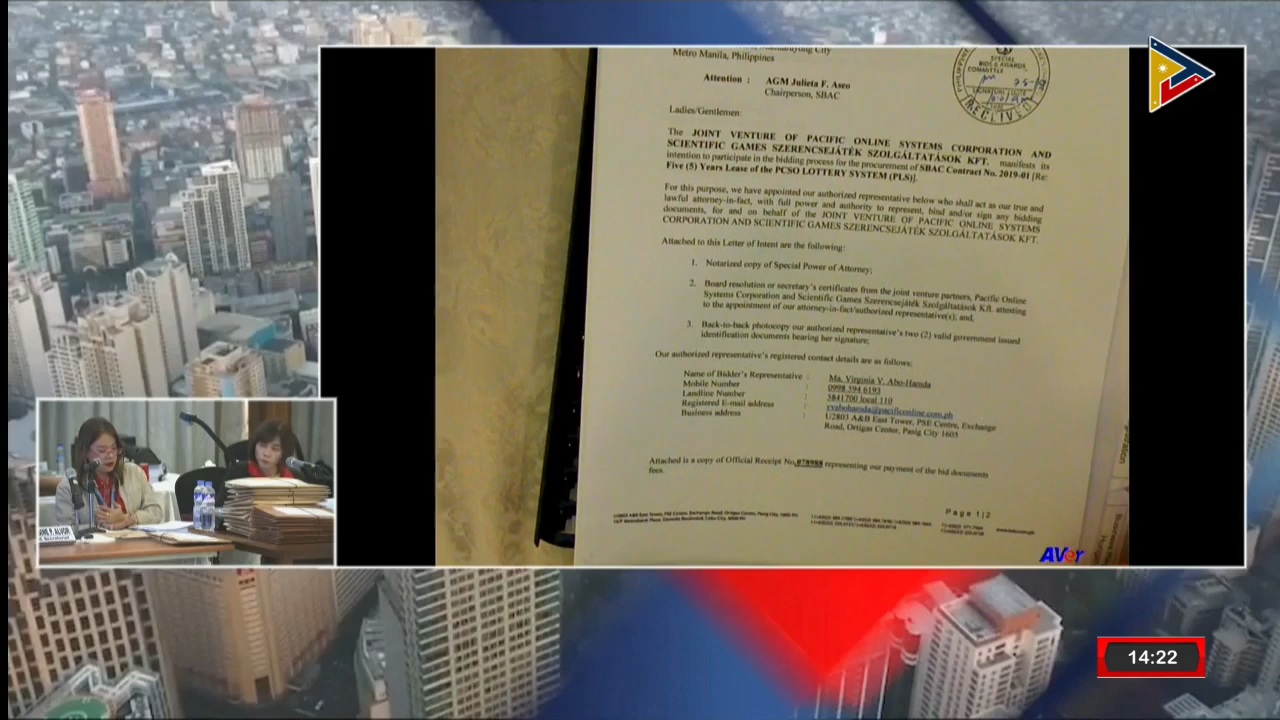 Metro Manila, Philippines
Attention : AGM Julieta F. Aseo
Chairperson, SBAC
SPECIAL
BIDS & AWARDS
COMMITTEE
RECEIVED
Ladies/Gentlemen:
The JOINT VENTURE OF PACIFIC ONLINE SYSTEMS CORPORATION AND
SCIENTIFIC GAMES SZERENCSEJÁTÉK SZOLGÁLTATÁSOK KFT. manifests its
intention to participate in the bidding process for the procurement of SBAC Contract No. 2019-01 [Re:
Five (5) Years Lease of the PCSO LOTTERY SYSTEM (PLS)].
For this purpose, we have appointed our authorized representative below who shall act as our true and
lawful attorney-in-fact, with full power and authority to represent, bind and/or sign any bidding
documents, for and on behalf of the JOINT VENTURE OF PACIFIC ONLINE SYSTEMS
CORPORATION AND SCIENTIFIC GAMES SZERENCSEJÁTÉK SZOLGÁLTATÁSOK KFT.
Attached to this Letter of Intent are the following:
1. Notarized copy of Special Power of Attorney;
2. Board resolution or secretary's certificates from the joint venture partners, Pacific Online
Systems Corporation and Scientific Games Szerencsejáték Szolgáltatások Kft. attesting
to the appointment of our attorney-in-fact/authorized representative(s); and,
3. Back-to-back photocopy our authorized representative's two (2) valid government issued
identification documents bearing her signature;
Our authorized representative's registered contact details are as follows:
Name of Bidder's Representative : Ma. Virginia V. Abo-Hamda
Mobile Number : 0998 594 6193
Landline Number : 5841700 local 110
Registered E-mail address : vvabohamda@pacificonline.com.ph
Business address : U2803 A&B East Tower, PSE Centre, Exchange
Road, Ortigas Center, Pasig City 1605
Attached is a copy of Official Receipt No. representing our payment of the bid documents
fees.
Page 1|2
AVer
P. ALVOR
14:22